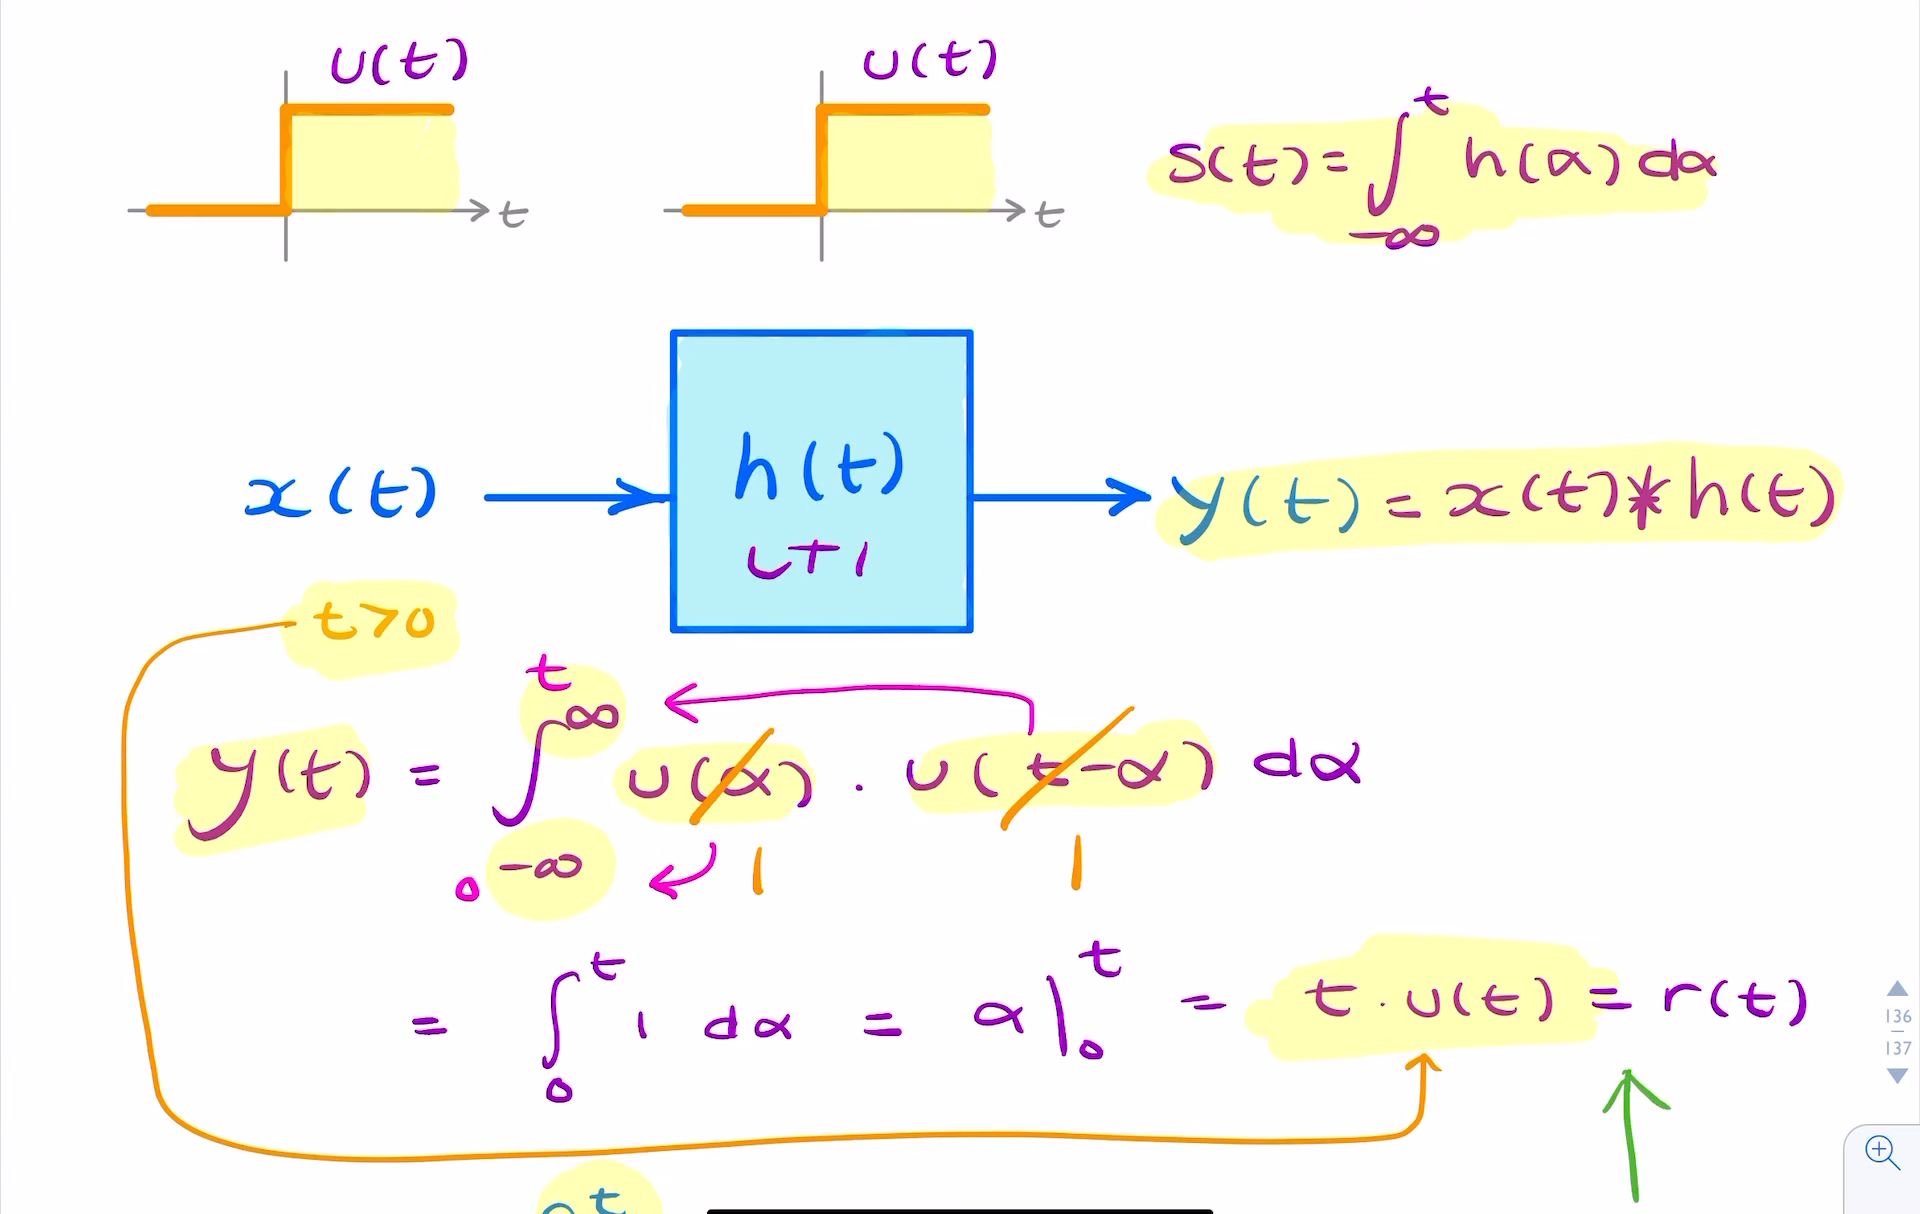 u(t)
t
u(t)
t
s(t) = ∫_{-∞}^{t} h(α) dα
x(t)
h(t)
LTI
y(t) = x(t) * h(t)
t>0
y(t) = ∫_{-∞}^{∞} u(α) . u(t-α) dα
t
0
1
1
= ∫_{0}^{t} 1 dα = α|_{0}^{t} = t . u(t) = r(t)
136
137
t